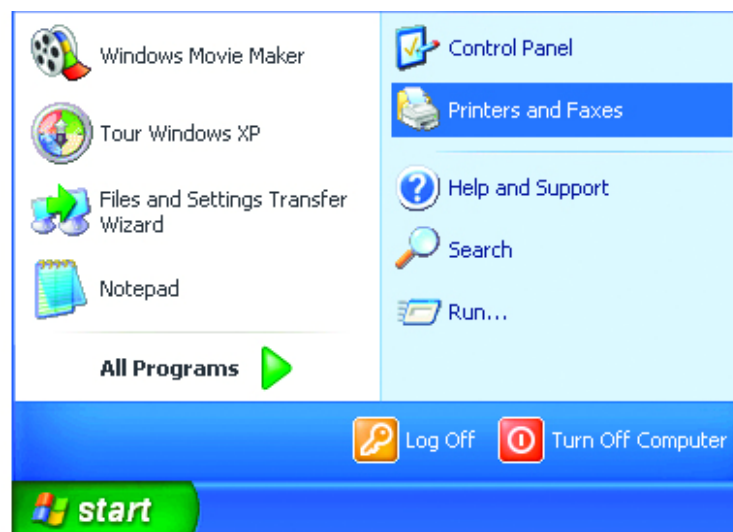 Windows Movie Maker
Tour Windows XP
Files and Settings Transfer
Wizard
Notepad
All Programs
Control Panel
Printers and Faxes
Help and Support
Search
Run...
Log Off
Turn Off Computer
start